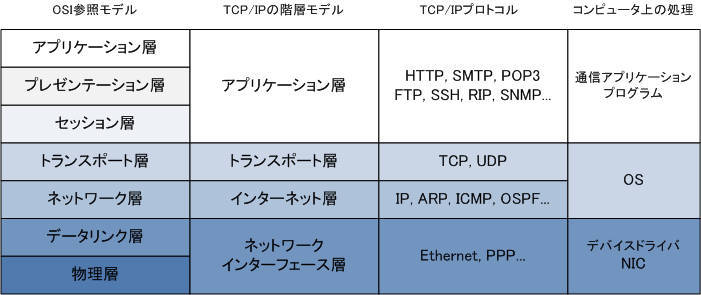 OSI参照モデル
TCP/IPの階層モデル
TCP/IPプロトコル
コンピュータ上の処理
アプリケーション層
プレゼンテーション層
セッション層
アプリケーション層
HTTP, SMTP, POP3
FTP, SSH, RIP, SNMP...
通信アプリケーション
プログラム
トランスポート層
トランスポート層
TCP, UDP
OS
ネットワーク層
インターネット層
IP, ARP, ICMP, OSPF...
データリンク層
物理層
ネットワーク
インターフェース層
Ethernet, PPP...
デバイスドライバ
NIC